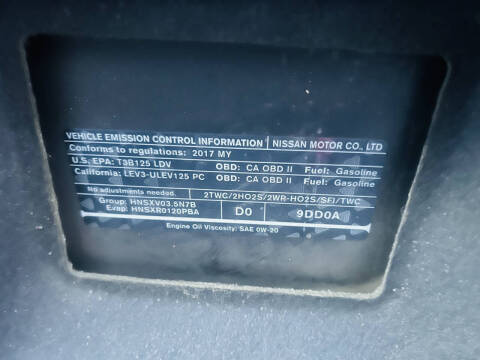 VEHICLE EMISSION CONTROL INFORMATION NISSAN MOTOR CO., LTD
Conforms to regulations: 2017 MY
U.S. EPA: T3B125 LDV OBD: CA OBD II Fuel: Gasoline
California: LEV3-ULEV125 PC OBD: CA OBD II Fuel: Gasoline
No adjustments needed. 2TWC/2HO2S/2WR-HO2S/SFI/TWC
Group: HNSXV03.5N7B D0 9DD0A
Evap: HNSXR0120PBA
Engine Oil Viscosity: SAE 0W-20